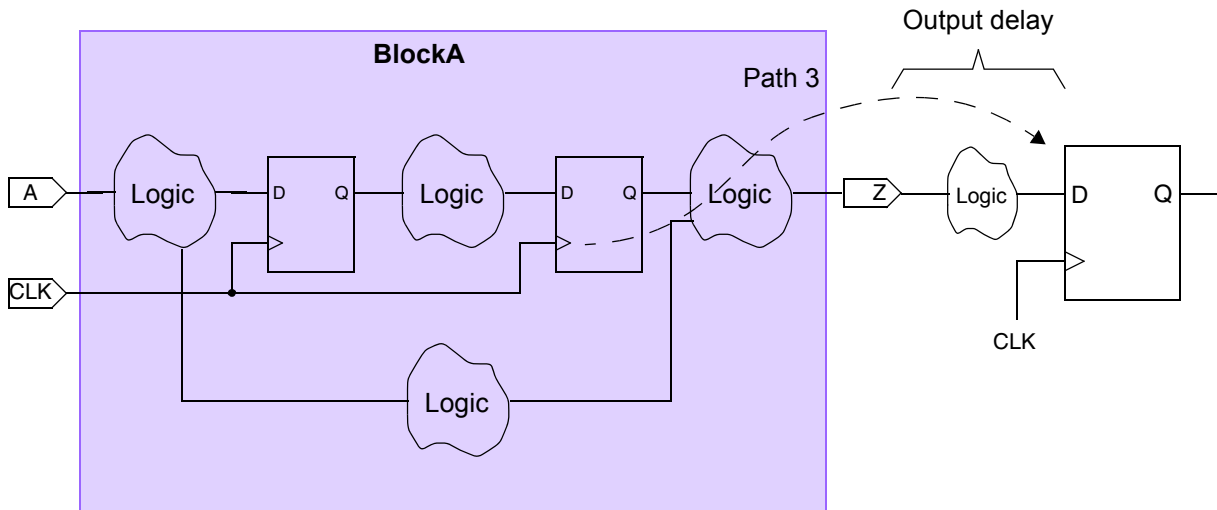 Output delay
BlockA
Path 3
A
Logic
D
Q
Logic
D
Q
Logic
Z
Logic
D
Q
CLK
CLK
Logic